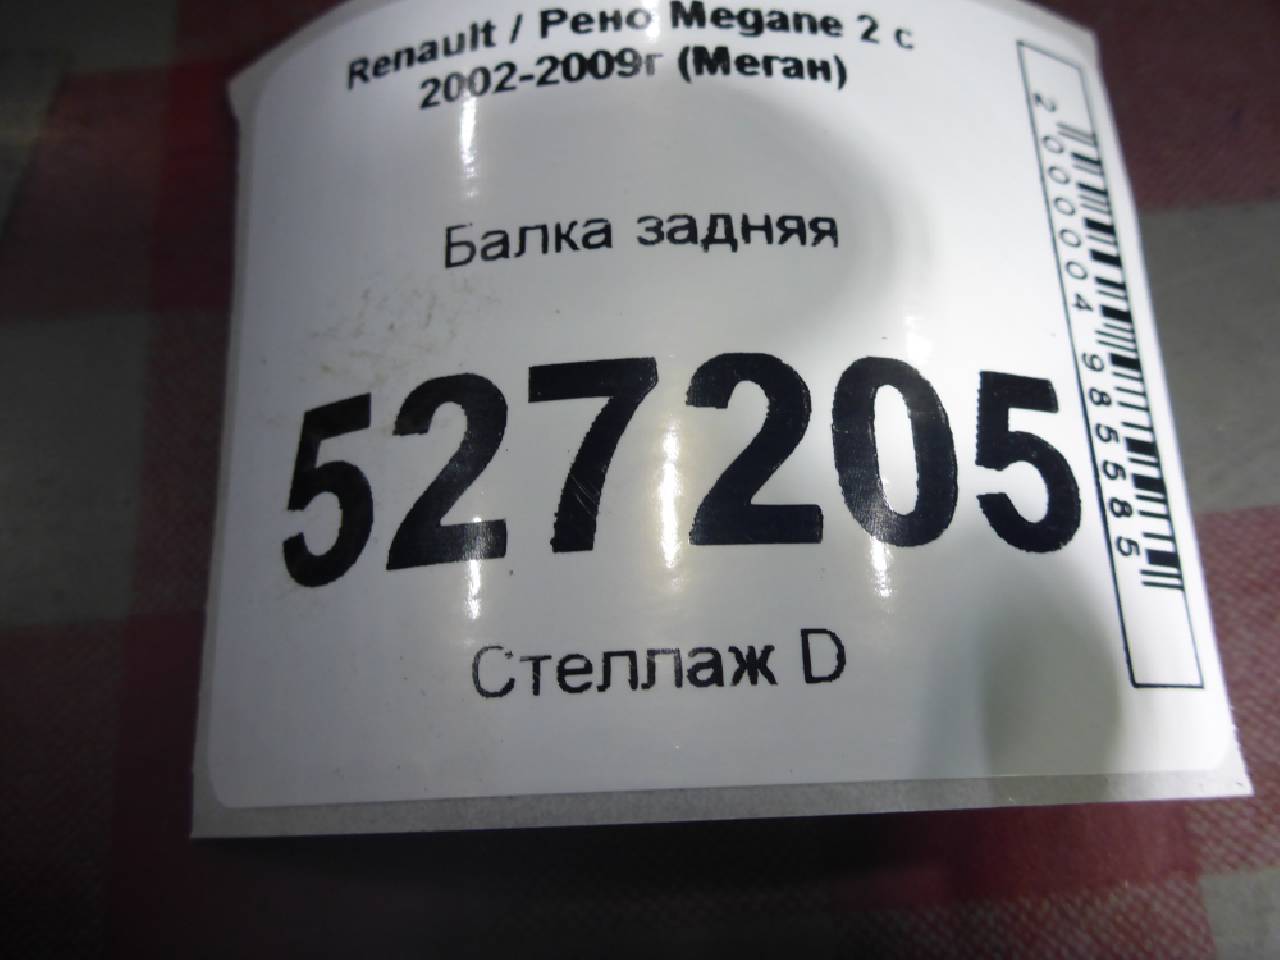 Renault / Рено Megane 2 с
2002-2009г (Меган)
Балка задняя
527205
Стеллаж D
2000004985585